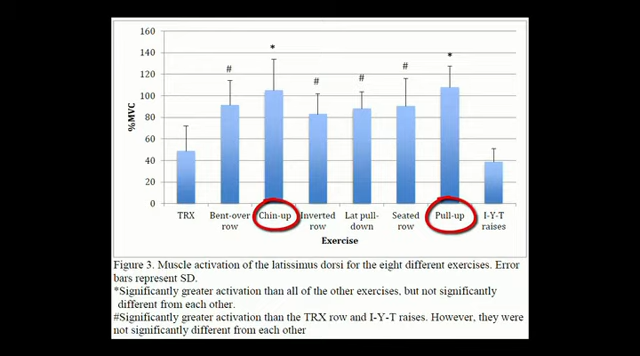 160
140
120
100
80
60
40
20
0
%MVC
# * # # # *
TRX Bent-over row Chin-up Inverted row Lat pull-down Seated row Pull-up I-Y-T raises
Exercise
Figure 3. Muscle activation of the latissimus dorsi for the eight different exercises. Error
bars represent SD.
*Significantly greater activation than all of the other exercises, but not significantly
different from each other.
#Significantly greater activation than the TRX row and I-Y-T raises. However, they were
not significantly different from each other